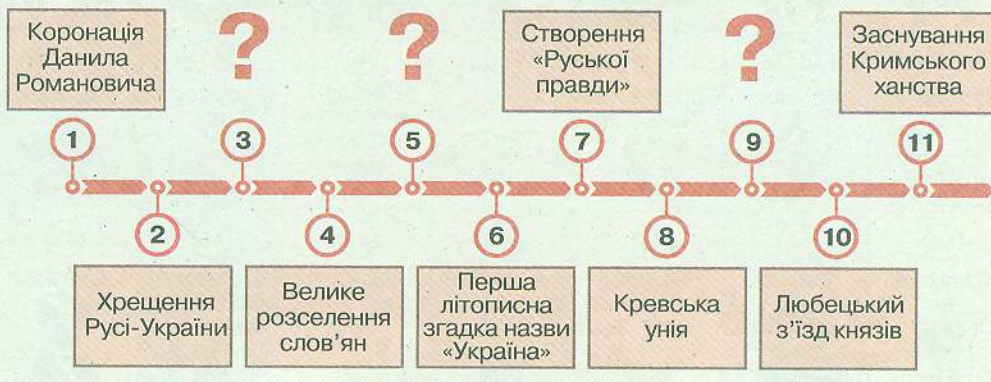 Коронація
Данила
Романовича
?
?
Створення
«Руської
правди»
?
Заснування
Кримського
ханства
1
3
5
7
9
11
2
4
6
8
10
Хрещення
Русі-України
Велике
розселення
слов’ян
Перша
літописна
згадка назви
«Україна»
Кревська
унія
Любецький
з’їзд князів